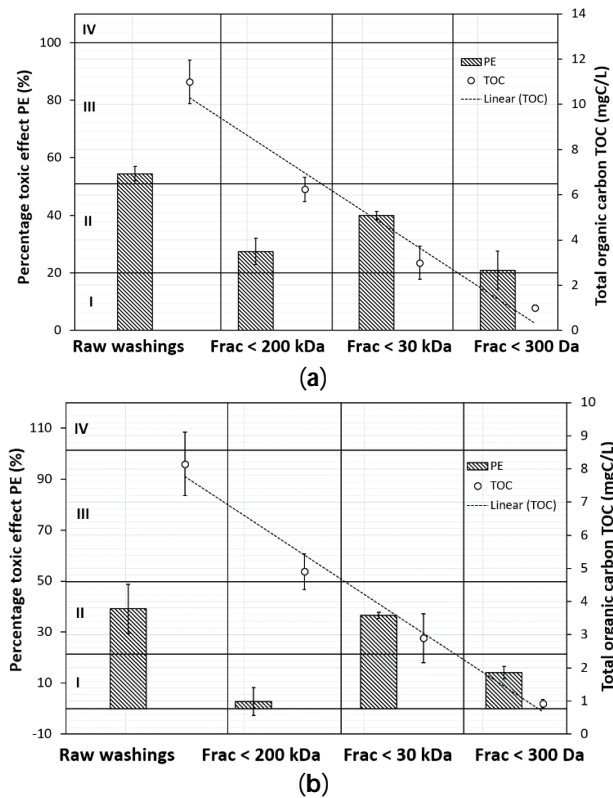 Percentage toxic effect PE (%)
100
80
60
40
20
0
IV
III
II
I
PE
TOC
Linear (TOC)
14
12
10
8
6
4
2
0
Total organic carbon TOC (mgC/L)
Raw washings Frac < 200 kDa Frac < 30 kDa Frac < 300 Da
(a)
Percentage toxic effect PE (%)
110
90
70
50
30
10
-10
IV
III
II
I
PE
TOC
Linear (TOC)
10
9
8
7
6
5
4
3
2
1
0
Total organic carbon TOC (mgC/L)
Raw washings Frac < 200 kDa Frac < 30 kDa Frac < 300 Da
(b)